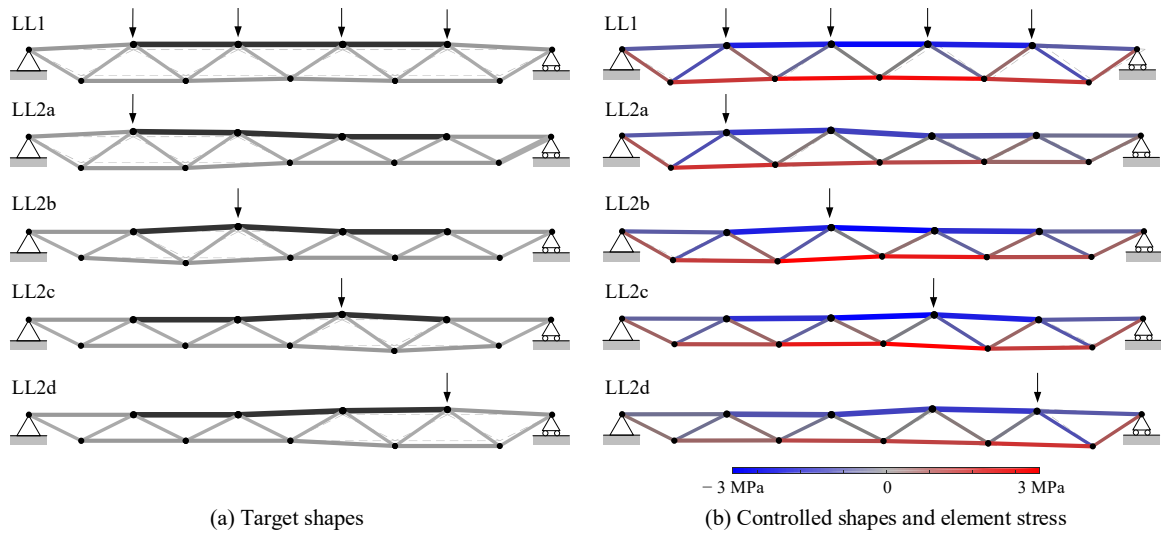 LL1
LL2a
LL2b
LL2c
LL2d
(a) Target shapes
LL1
LL2a
LL2b
LL2c
LL2d
− 3 MPa 0 3 MPa
(b) Controlled shapes and element stress